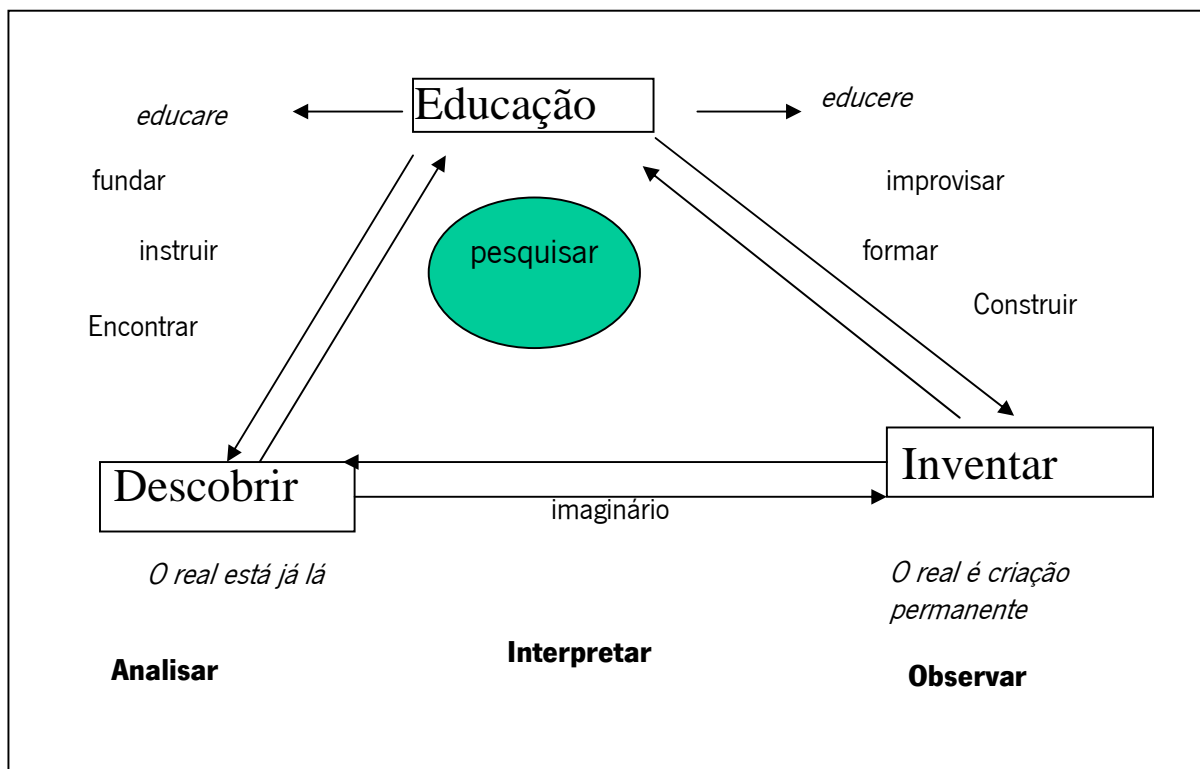 Educação
educare
educere
fundar
improvisar
instruir
pesquisar
formar
Encontrar
Construir
Descobrir
Inventar
imaginário
O real está já lá
O real é criação
permanente
Analisar
Interpretar
Observar